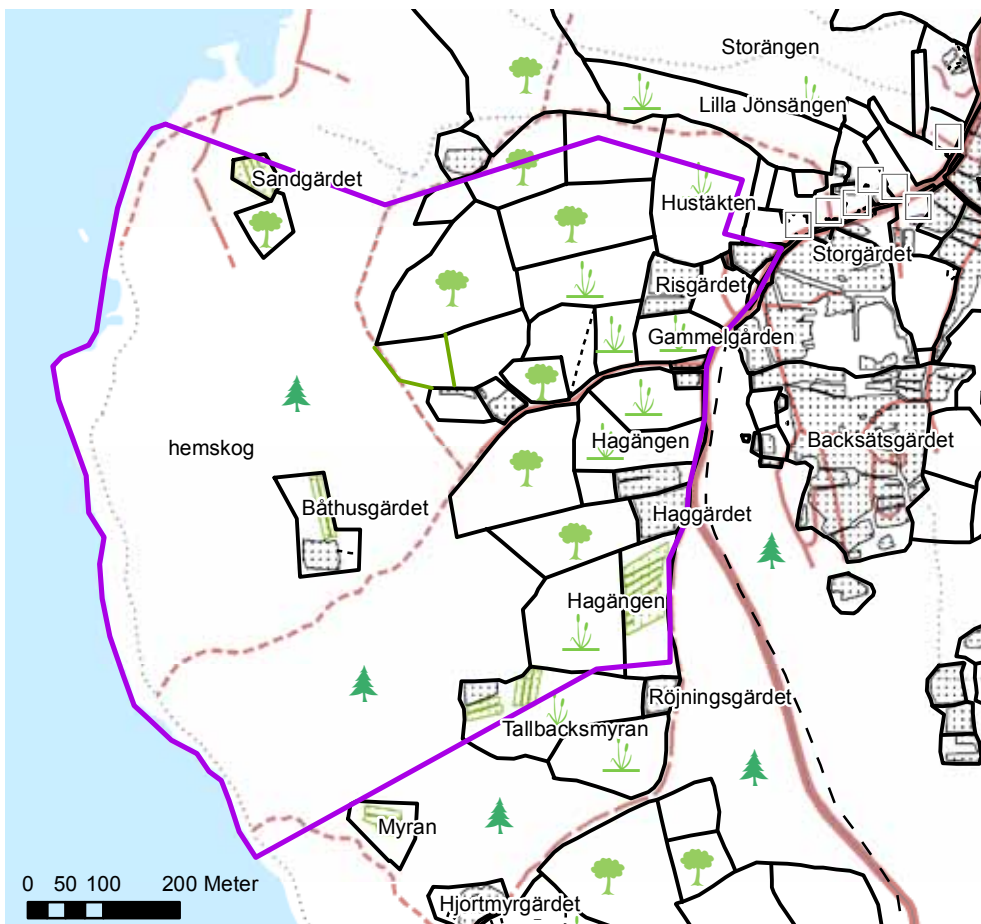 Storängen
Lilla Jönsängen
Sandgärdet
Hustäkten
Storgärdet
Risgärdet
Gammelgården
Hagängen
Backsätsgärdet
hemskog
Båthusgärdet
Haggärdet
Hagängen
Röjningsgärdet
Tallbacksmyran
Myran
0 50 100 200 Meter
Hjortmyrgärdet